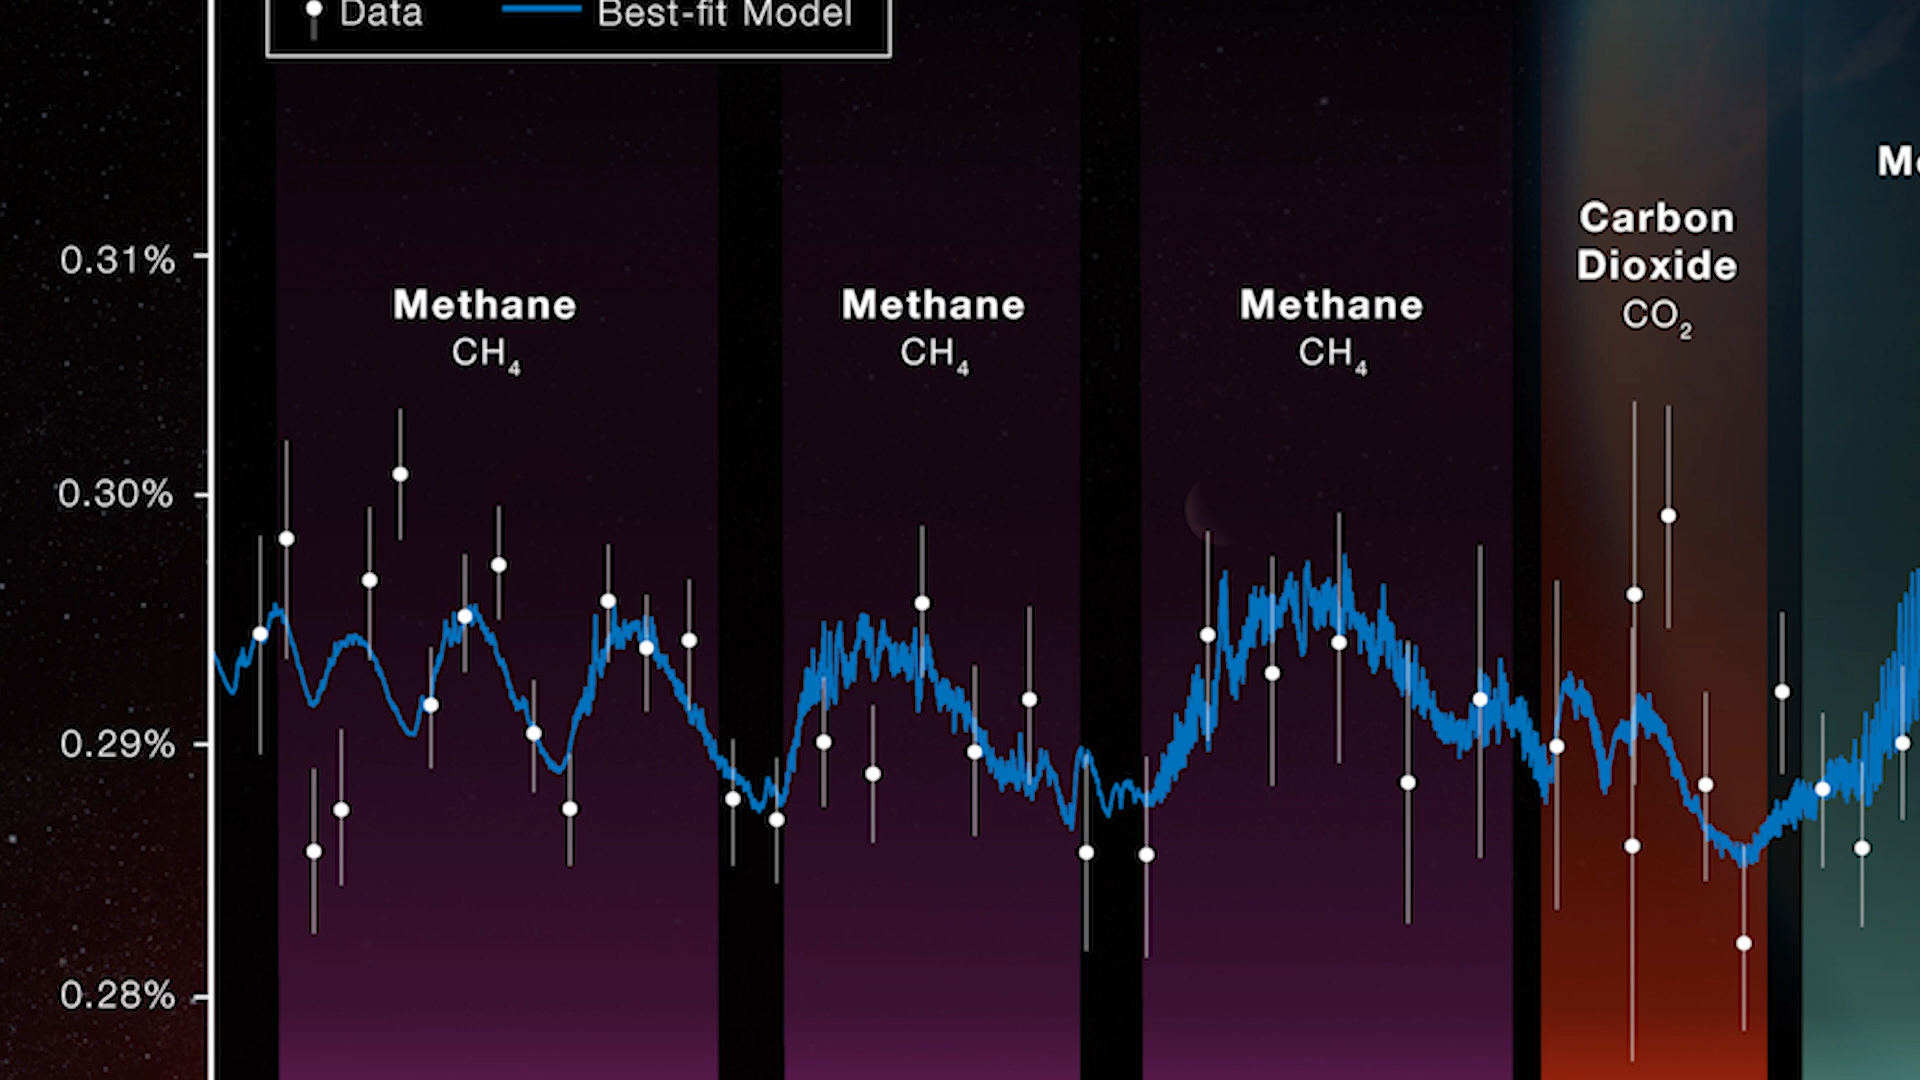 Data Best-fit Model
0.31%
0.30%
0.29%
0.28%
Methane
CH₄
Methane
CH₄
Methane
CH₄
Carbon
Dioxide
CO₂